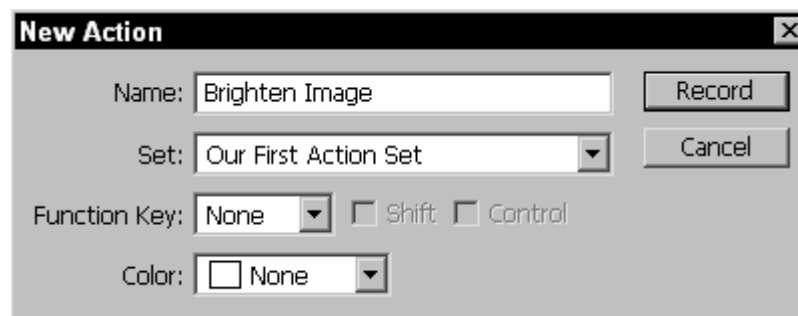 New Action
Name: Brighten Image Record
Set: Our First Action Set Cancel
Function Key: None Shift Control
Color: None